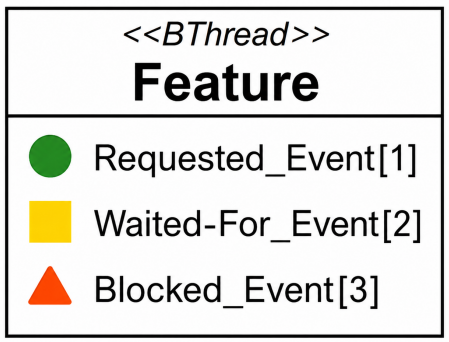 <<BThread>>
Feature
Requested_Event[1]
Waited-For_Event[2]
Blocked_Event[3]